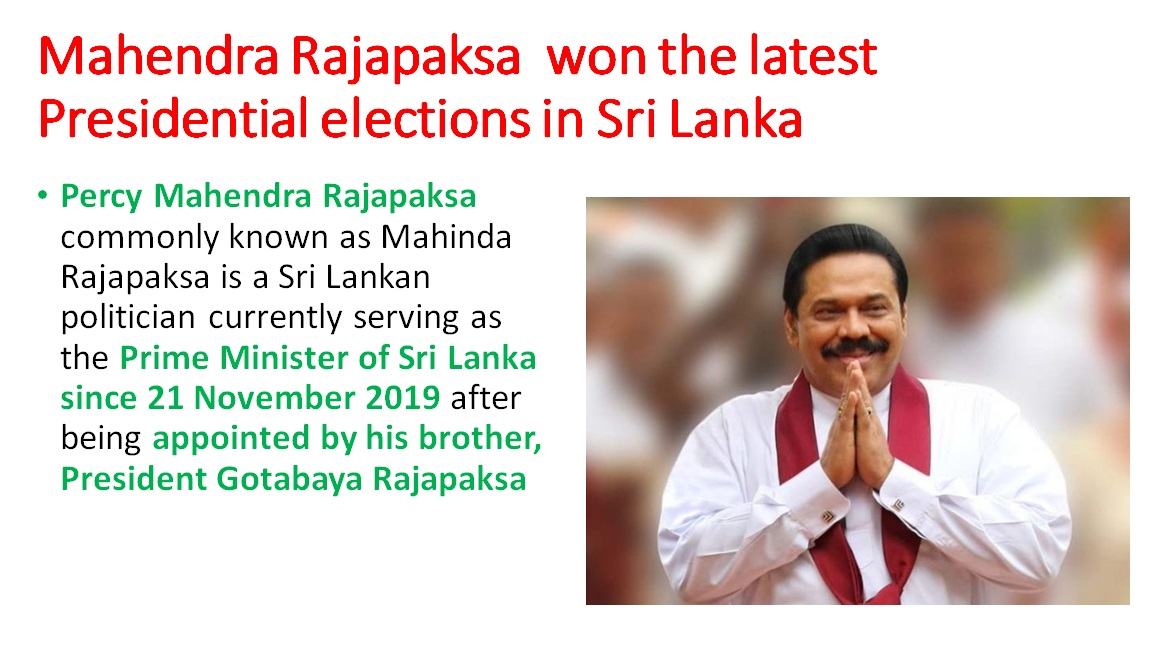 Mahendra Rajapaksa  won the latest
Presidential elections in Sri Lanka
• Percy Mahendra Rajapaksa
commonly known as Mahinda
Rajapaksa is a Sri Lankan
politician currently serving as
the Prime Minister of Sri Lanka
since 21 November 2019 after
being appointed by his brother,
President Gotabaya Rajapaksa